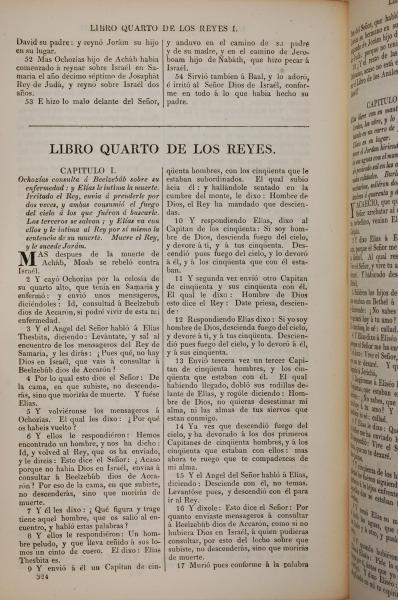 LIBRO QUARTO DE LOS REYES I.
David su padre: y reynó Jorám su hijo
en su lugar.
52 Mas Ochozías hijo de Achâb había
comenzado á reynar sobre Israél en Sa-
maria el año décimo séptimo de Josaphát
Rey de Judá, y reyno sobre Israél dos
años.
53 E hizo lo malo delante del Señor,
y anduvo en el camino de su padre
y de su madre, y en el camino de Jero-
boam hijo de Nabáth, que hizo pecar á
Israél.
54 Sirvió tambien á Baal, y lo adoró,
é irritó al Señor Dios de Israél, confor-
me en todo á lo que habia hecho su
padre.
LIBRO QUARTO DE LOS REYES.
CAPITULO I.
Ochozías consulta á Beelzebúb sobre su
enfermedad: y Elías le intima la muerte.
Irritado el Rey, envia á prenderle por
dos veces, y ambas consumió el fuego
del cielo á los que fuéron á buscarle.
Los terceros se salvan; y Elías va con
ellos y le intima al Rey por sí mismo la
sentencia de su muerte. Muere el Rey,
y le sucede Jorám.
MAS despues de la muerte de
Achâb, Moab se rebeló contra
Israél.
2 Y cayó Ochozías por la celosía de
su quarto alto, que tenia en Samaria y
enfermó: y envió unos mensageros,
diciéndoles: Id, consultad á Beelzebúb
dios de Accarón, si podré vivir de esta mi
enfermedad.
3 Y el Angel del Señor habló á Elías
Thesbita, diciendo: Levántate, y sal al
encuentro de los mensageros del Rey de
Samaria, y les dirás: ¿Pues qué, no hay
Dios en Israél, que vais á consultar á
Beelzebúb dios de Accarón?
4 Por lo qual esto dice el Señor: De
la cama, en que subiste, no descende-
rás, sino que morirás de muerte. Y fuése
Elías.
5 Y volviéronse los mensageros á
Ochozías. El qual les dixo: ¿Por qué
os habeis vuelto?
6 Y ellos le respondiéron: Hemos
encontrado un hombre, y nos ha dicho:
Id, y volved al Rey, que os ha enviado,
y le direis: Esto dice el Señor: ¿Acaso
porque no habia Dios en Israél, envias á
consultar á Beelzebúb dios de Acca-
rón? Por eso de la cama, en que subiste,
no descenderás, sino que morirás de
muerte.
7 Y él les dixo: ¿Qué figura y trage
tiene aquel hombre, que os salió al en-
cuentro, y habló estas palabras?
8 Y ellos le respondiéron: Un hom-
bre peludo, y que lleva ceñido á sus lo-
mos un cinto de cuero. El dixo: Elías
Thesbita es.
9 Y envió á él un Capitan de cin-
324
qüenta hombres, con los cinqüenta que le
estaban subordinados. El qual subio
ácia él: y hallándole sentado en la
cumbre del monte, le dixo: Hombre de
Dios, el Rey ha mandado que descien-
das.
10 Y respondiendo Elías, dixo al
Capitan de los cinqüenta: Si soy hom-
bre de Dios, descienda fuego del cielo,
y devore á ti, y á tus cinqüenta. Des-
cendió pues fuego del cielo, y lo devoró
á él, y á los cinqüenta que con él esta-
ban.
11 Y segunda vez envió otro Capitan
de cinqüenta y sus cinqüenta con él.
El qual le dixo: Hombre de Dios
esto dice el Rey: Date priesa, descien-
de:
12 Respondiendo Elías dixo: Si yo soy
hombre de Dios, descienda fuego del cielo,
y devore á ti, y á tus cinqüenta. Descen-
dió pues fuego del cielo, y lo devoró á él,
y á sus cinqüenta.
13 Envió tercera vez un tercer Capi-
tan de cinqüenta hombres, y los cin-
qüenta que estaban con él. El qual
habiendo llegado, dobló sus rodillas de-
lante de Elías, y rogóle diciendo: Hom-
bre de Dios, no quieras desestimar mi
alma, ni las almas de tus siervos que
estan conmigo.
14 Ya ves que descendió fuego del
cielo, y ha devorado á los dos primeros
Capitanes de cinqüenta hombres, y á los
cinqüenta que estaban con ellos: mas
ahora te ruego que te compadezcas de
mi alma.
15 Y el Angel del Señor habló á Elías,
diciendo: Desciende con él, no temas.
Levantóse pues, y descendió con él para
ir al Rey.
16 Y díxole: Esto dice el Señor: Por
quanto enviaste mensageros á consultar
á Beelzebúb dios de Accarón, como si no
hubiera Dios en Israél, á quien podieras
consultar, por esto del lecho sobre que
subiste, no descenderás, sino que morirás
de muerte.
17 Murió pues conforme á la palabra